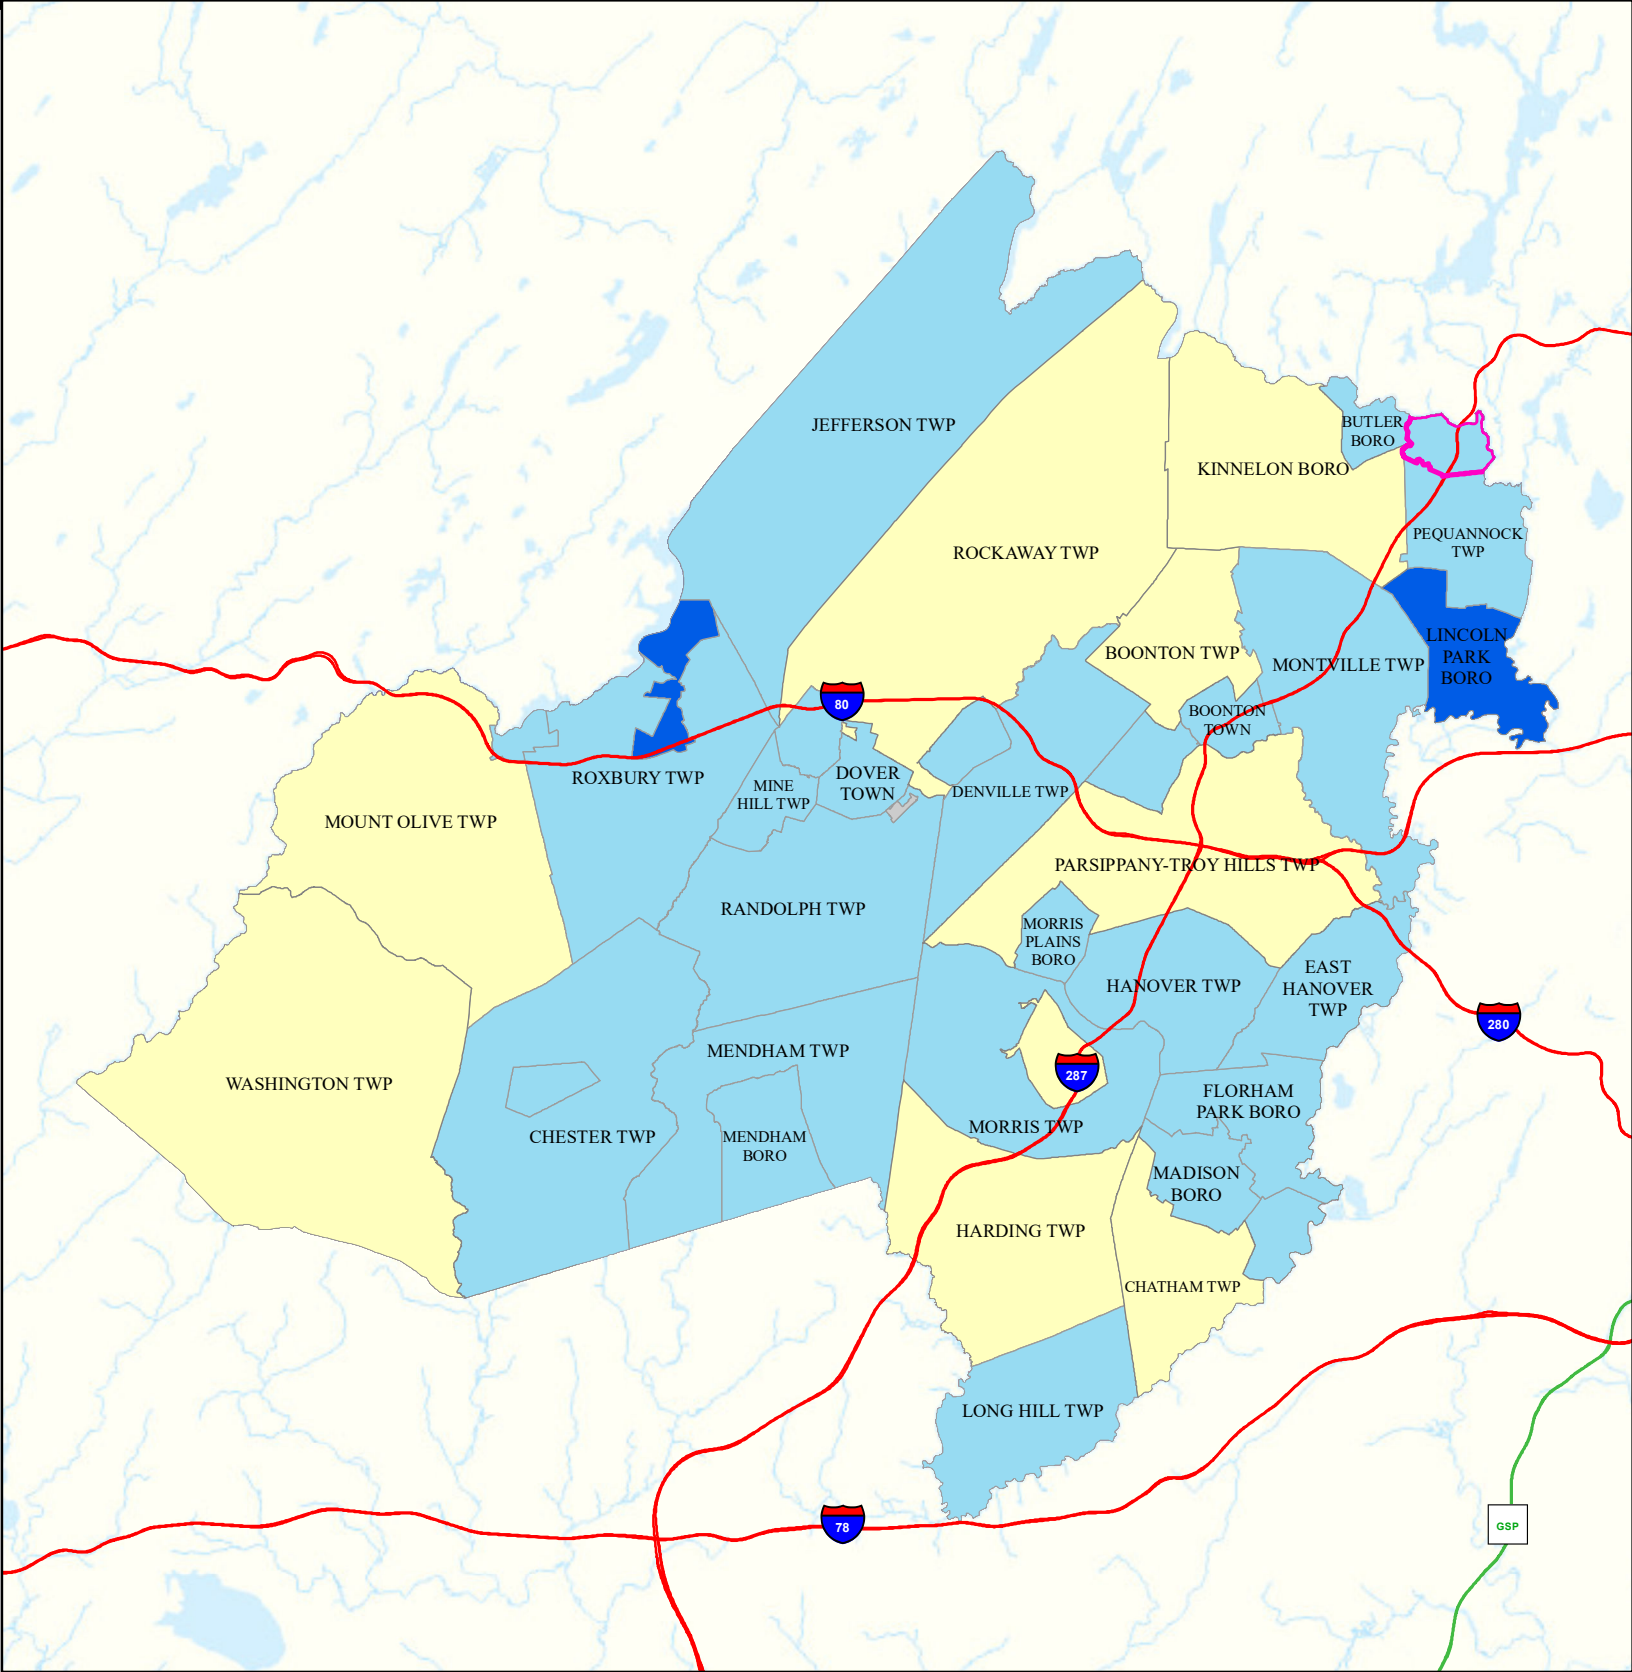 JEFFERSON TWP
BUTLER
BORO
KINNELON BORO
ROCKAWAY TWP
PEQUANNOCK
TWP
LINCOLN
PARK
BORO
BOONTON TWP
MONTVILLE TWP
80
BOONTON
TOWN
ROXBURY TWP
MINE
HILL TWP
DOVER
TOWN
DENVILLE TWP
MOUNT OLIVE TWP
PARSIPPANY-TROY HILLS TWP
RANDOLPH TWP
MORRIS
PLAINS
BORO
HANOVER TWP
EAST
HANOVER
TWP
280
MENDHAM TWP
287
WASHINGTON TWP
FLORHAM
PARK BORO
CHESTER TWP
MENDHAM
BORO
MORRIS TWP
MADISON
BORO
HARDING TWP
CHATHAM TWP
LONG HILL TWP
78
GSP